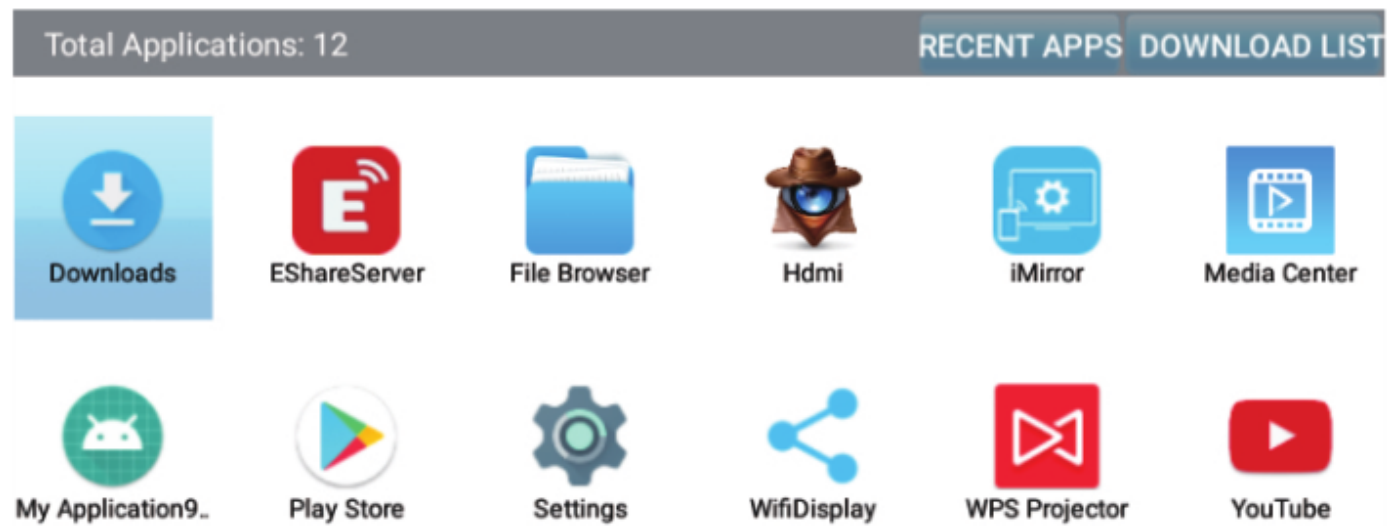 Total Applications: 12 RECENT APPS DOWNLOAD LIST
E
Downloads EShareServer File Browser Hdmi iMirror Media Center
My Application9.. Play Store Settings WifiDisplay WPS Projector YouTube